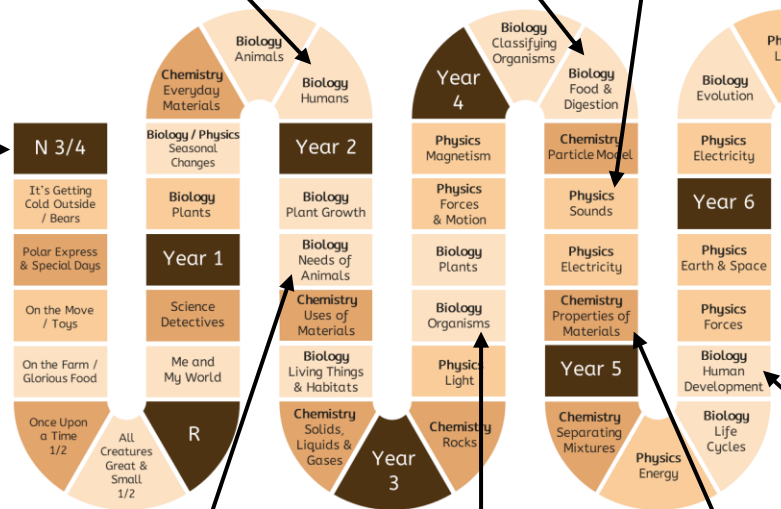 N 3/4
It's Getting
Cold Outside
/ Bears
Polar Express
& Special Days
On the Move
/ Toys
On the Farm /
Glorious Food
Once Upon
a Time
1/2
All
Creatures
Great &
Small
1/2
R
Me and
My World
Science
Detectives
Year 1
Biology
Plants
Biology / Physics
Seasonal
Changes
Chemistry
Everyday
Materials
Biology
Animals
Biology
Humans
Year 2
Biology
Plant Growth
Biology
Needs of
Animals
Chemistry
Uses of
Materials
Biology
Living Things
& Habitats
Chemistry
Solids,
Liquids &
Gases
Year
3
Chemistry
Rocks
Physics
Light
Biology
Organisms
Biology
Plants
Physics
Forces
& Motion
Physics
Magnetism
Year
4
Biology
Classifying
Organisms
Biology
Food &
Digestion
Chemistry
Particle Model
Physics
Sounds
Physics
Electricity
Chemistry
Properties of
Materials
Year 5
Chemistry
Separating
Mixtures
Physics
Energy
Biology
Life
Cycles
Biology
Human
Development
Physics
Forces
Physics
Earth & Space
Year 6
Physics
Electricity
Biology
Evolution